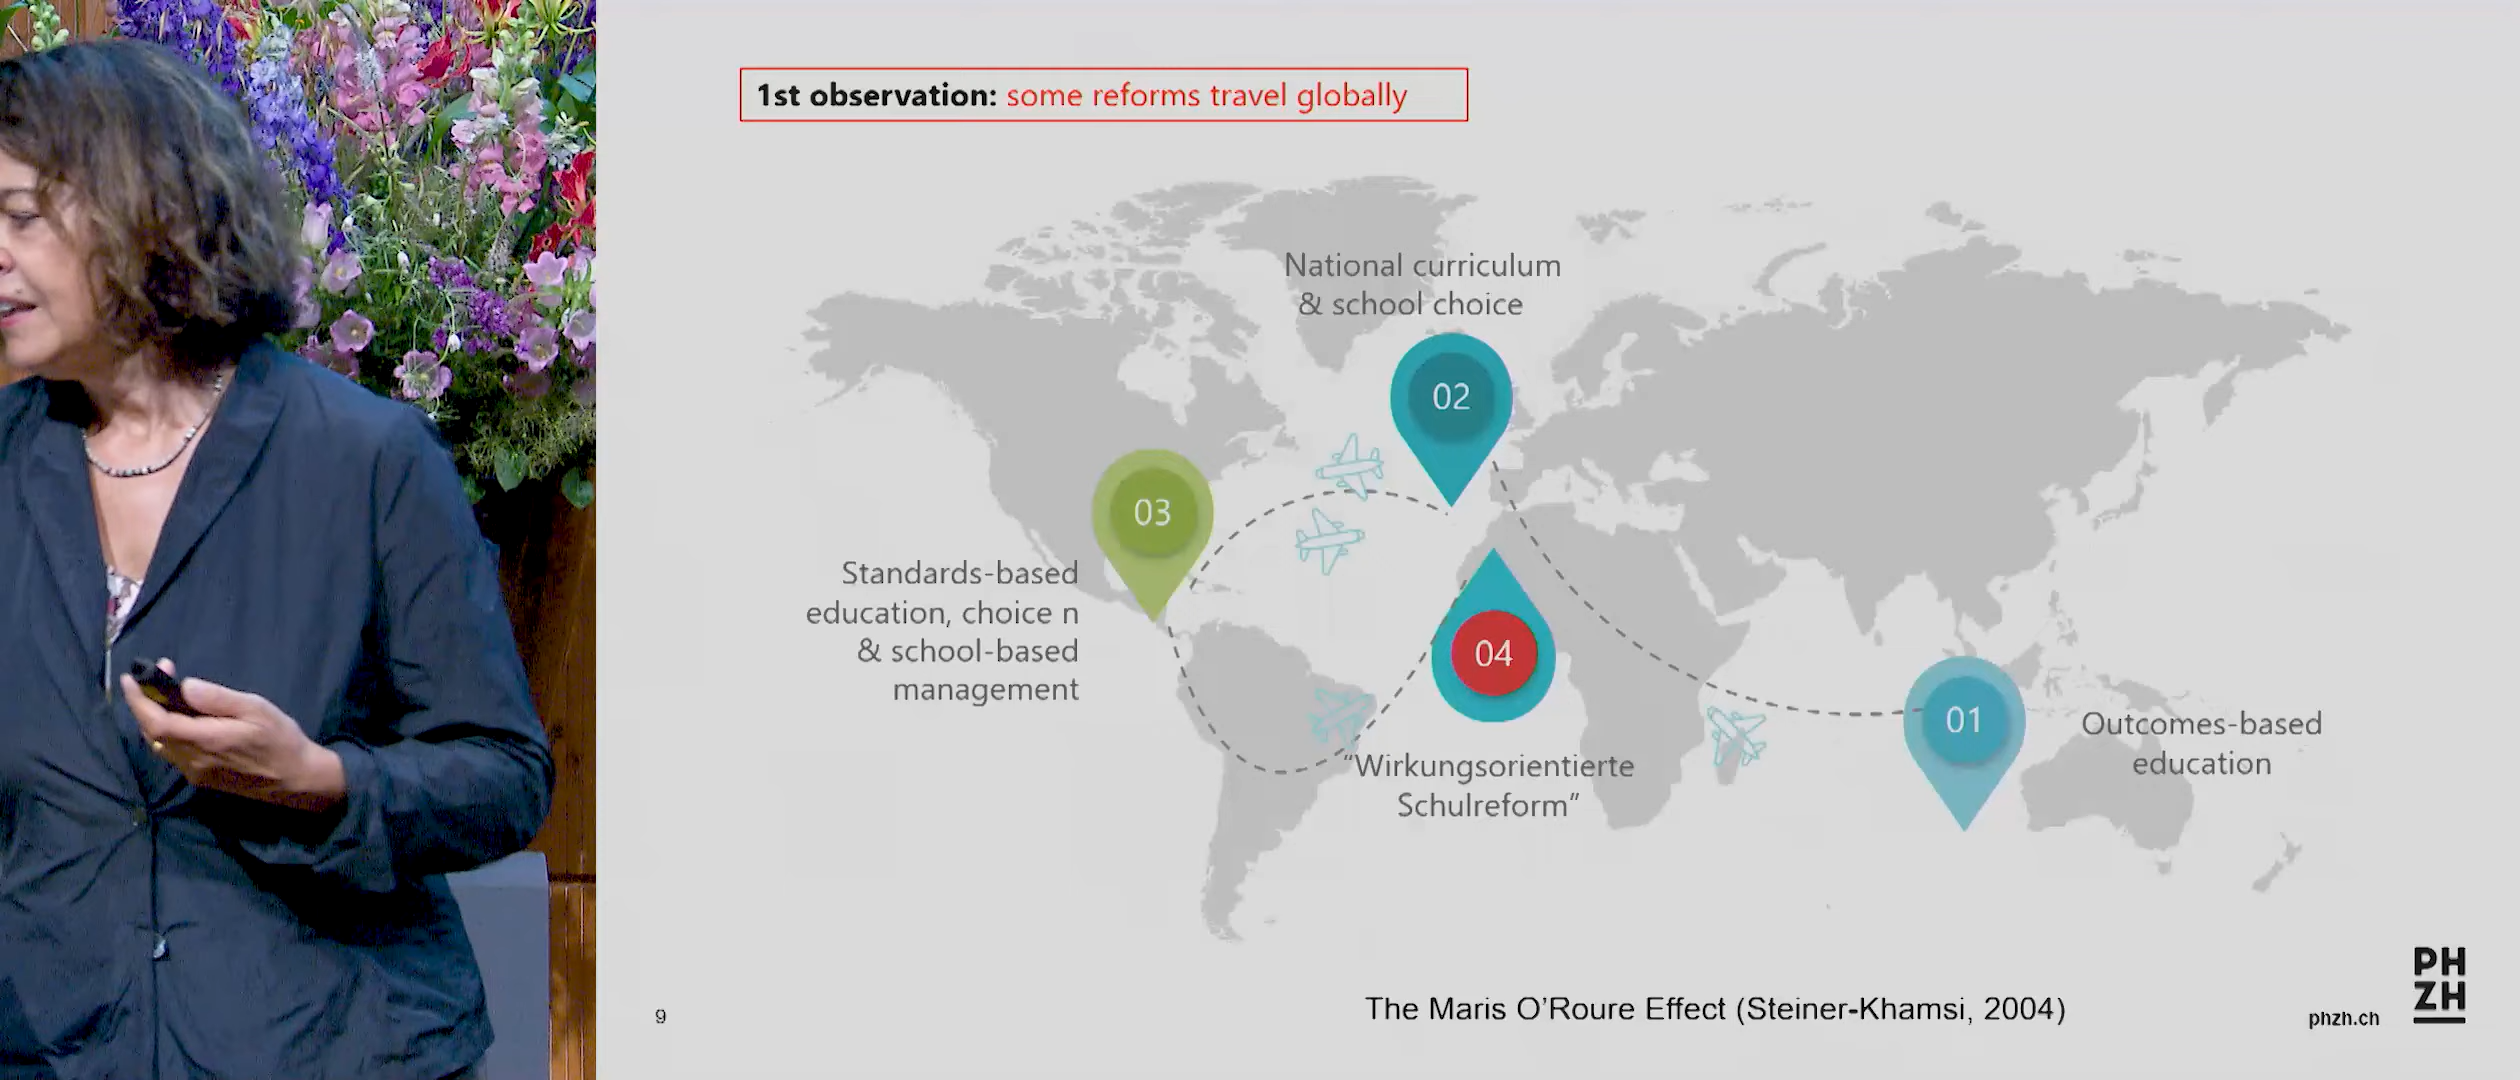 1st observation: some reforms travel globally
National curriculum
& school choice
02
03
Standards-based
education, choice n
& school-based
management
04
"Wirkungsorientierte
Schulreform"
01
Outcomes-based
education
The Maris O'Roure Effect (Steiner-Khamsi, 2004)
9
phzh.ch
PH
ZH